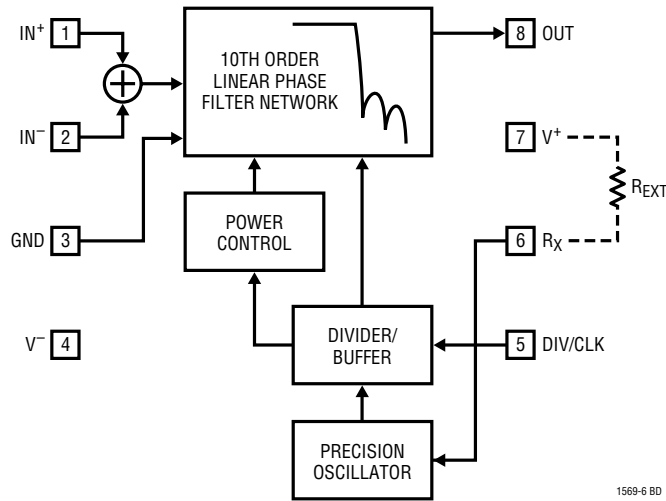 IN+ 1
IN− 2
GND 3
V− 4
10TH ORDER
LINEAR PHASE
FILTER NETWORK
POWER
CONTROL
DIVIDER/
BUFFER
PRECISION
OSCILLATOR
8 OUT
7 V+
REXT
6 RX
5 DIV/CLK
1569-6 BD